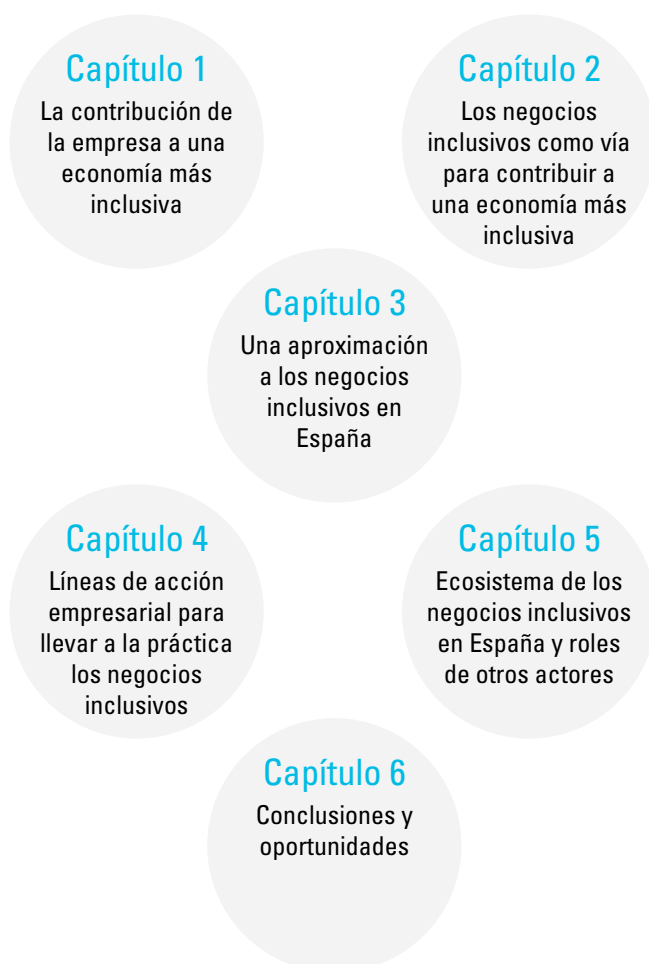 Capítulo 1
La contribución de
la empresa a una
economía más
inclusiva
Capítulo 2
Los negocios
inclusivos como vía
para contribuir a
una economía más
inclusiva
Capítulo 3
Una aproximación
a los negocios
inclusivos en
España
Capítulo 4
Líneas de acción
empresarial para
llevar a la práctica
los negocios
inclusivos
Capítulo 5
Ecosistema de los
negocios inclusivos
en España y roles
de otros actores
Capítulo 6
Conclusiones y
oportunidades